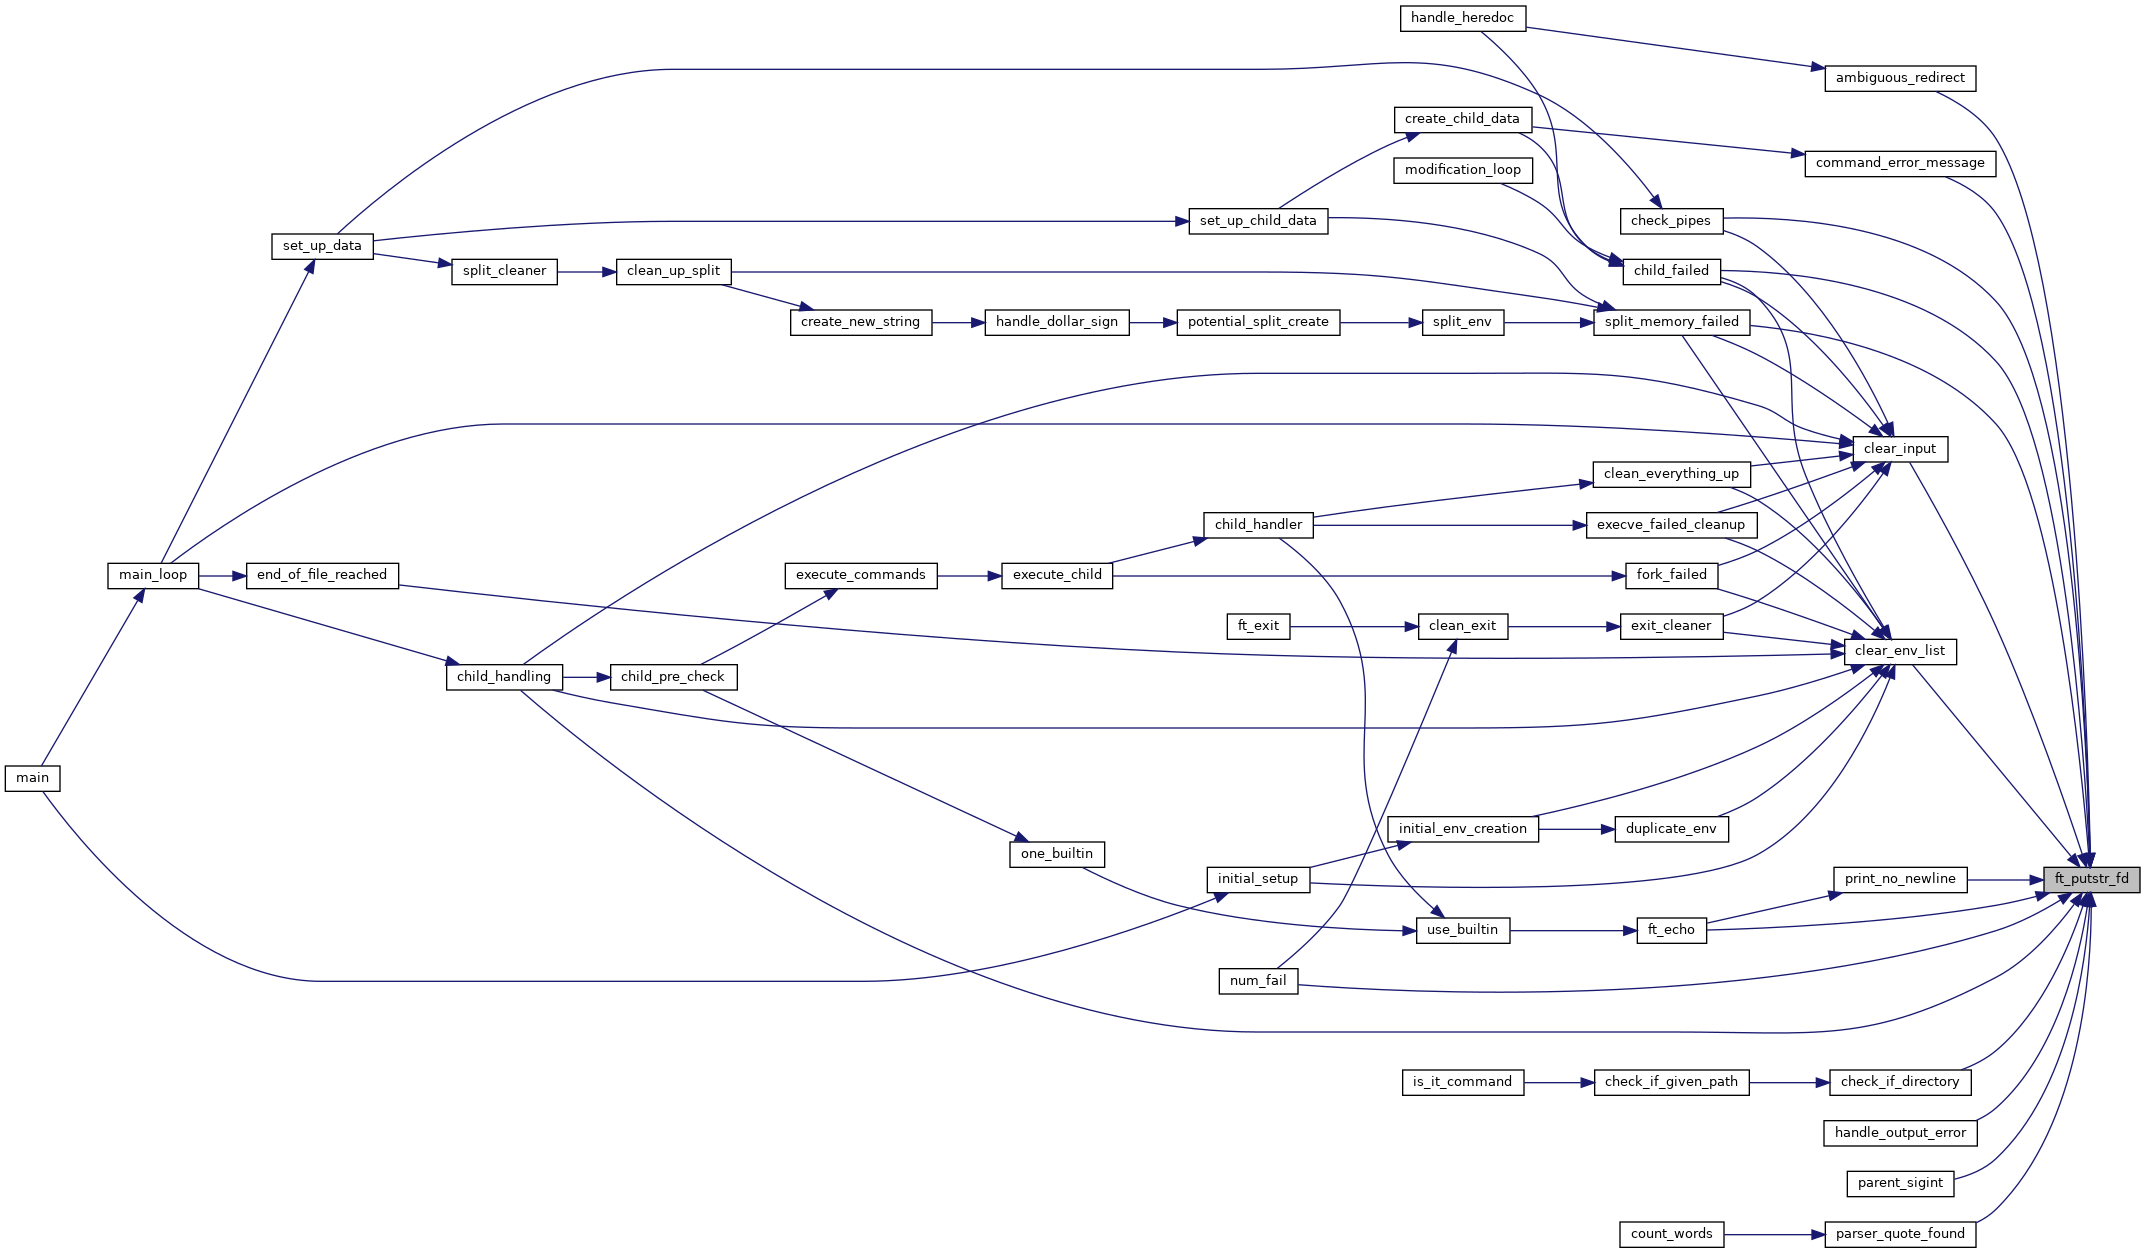 handle_heredoc
ambiguous_redirect
create_child_data
command_error_message
modification_loop
set_up_child_data
check_pipes
set_up_data
split_cleaner
clean_up_split
child_failed
create_new_string
handle_dollar_sign
potential_split_create
split_env
split_memory_failed
clear_input
clean_everything_up
child_handler
execve_failed_cleanup
main_loop
end_of_file_reached
execute_commands
execute_child
fork_failed
ft_exit
clean_exit
exit_cleaner
clear_env_list
child_handling
child_pre_check
main
initial_env_creation
duplicate_env
one_builtin
initial_setup
print_no_newline
ft_putstr_fd
use_builtin
ft_echo
num_fail
is_it_command
check_if_given_path
check_if_directory
handle_output_error
parent_sigint
count_words
parser_quote_found